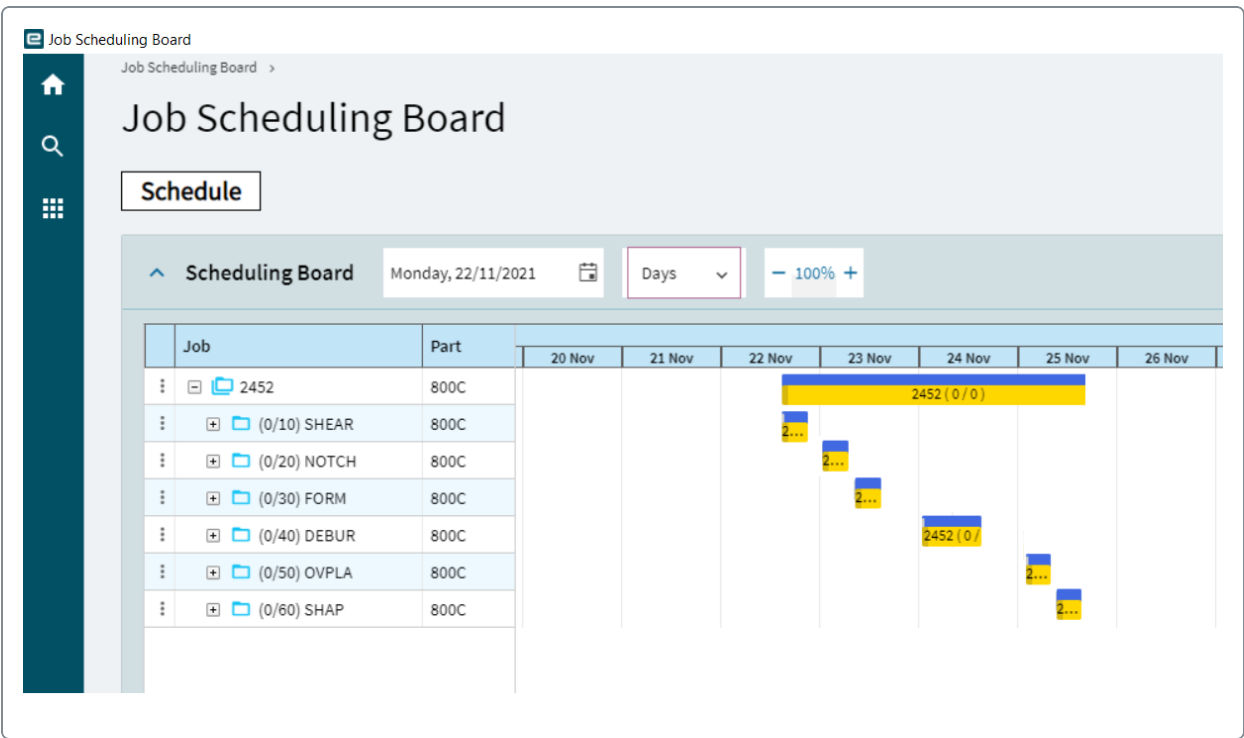 Job Scheduling Board
Job Scheduling Board >
Job Scheduling Board
Schedule
Scheduling Board Monday, 22/11/2021 Days − 100% +
Job Part
20 Nov 21 Nov 22 Nov 23 Nov 24 Nov 25 Nov 26 Nov
2452 800C 2452 ( 0 / 0 )
(0/10) SHEAR 800C 2...
(0/20) NOTCH 800C 2...
(0/30) FORM 800C 2...
(0/40) DEBUR 800C 2452 ( 0 /
(0/50) OVPLA 800C 2...
(0/60) SHAP 800C 2...